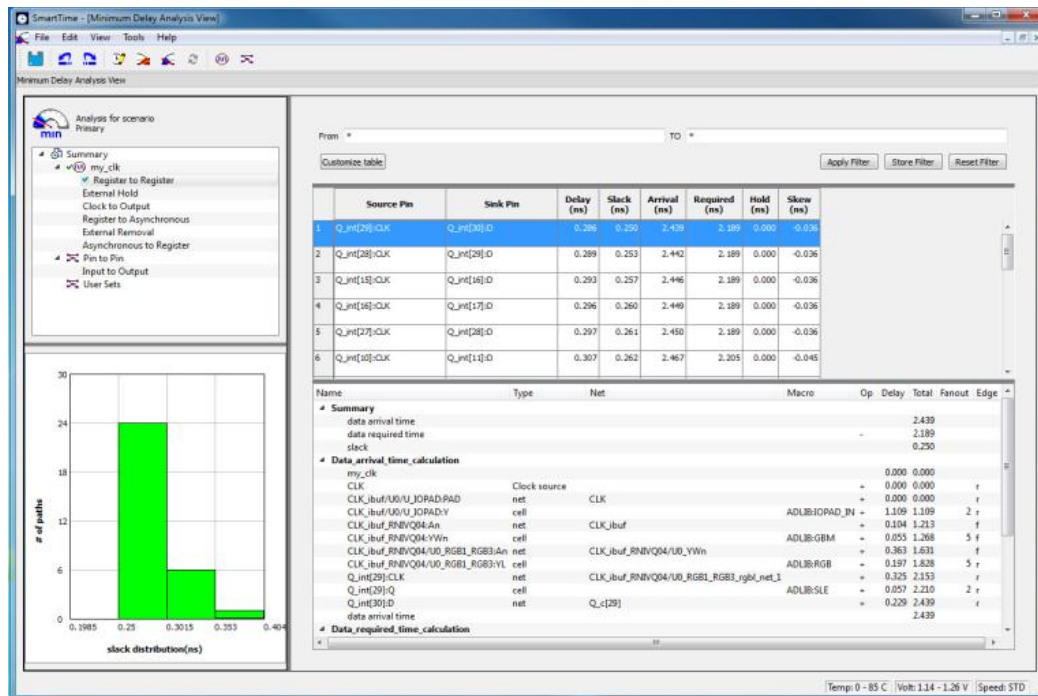 SmartTime - [Minimum Delay Analysis View]
File Edit View Tools Help
Minimum Delay Analysis View
Analysis for scenario
Primary
min
Summary
my_clk
Register to Register
External Hold
Clock to Output
Register to Asynchronous
External Removal
Asynchronous to Register
Pin to Pin
Input to Output
User Sets
From * TO *
Customize table Apply Filter Store Filter Reset Filter
Source Pin Sink Pin Delay (ns) Slack (ns) Arrival (ns) Required (ns) Hold (ns) Skew (ns)
1 Q_int[29]:CLK Q_int[30]:D 0.286 0.250 2.439 2.189 0.000 -0.036
2 Q_int[28]:CLK Q_int[29]:D 0.289 0.253 2.442 2.189 0.000 -0.036
3 Q_int[15]:CLK Q_int[16]:D 0.293 0.257 2.446 2.189 0.000 -0.036
4 Q_int[16]:CLK Q_int[17]:D 0.296 0.260 2.449 2.189 0.000 -0.036
5 Q_int[27]:CLK Q_int[28]:D 0.297 0.261 2.450 2.189 0.000 -0.036
6 Q_int[10]:CLK Q_int[11]:D 0.307 0.262 2.467 2.205 0.000 -0.045
Name Type Net Macro Op Delay Total Fanout Edge
Summary
data arrival time 2.439
data required time - 2.189
slack 0.250
Data_arrival_time_calculation
my_clk 0.000 0.000
CLK Clock source + 0.000 0.000 r
CLK_ibuf/U0/U_IOPAD:PAD net CLK + 0.000 0.000 r
CLK_ibuf/U0/U_IOPAD:Y cell ADLIB:IOPAD_IN + 1.109 1.109 2 r
CLK_ibuf_RNIVQ04:An net CLK_ibuf + 0.104 1.213 f
CLK_ibuf_RNIVQ04:YWn cell ADLIB:GBM + 0.055 1.268 5 f
CLK_ibuf_RNIVQ04/U0_RGB1_RGB3:An net CLK_ibuf_RNIVQ04/U0_YWn + 0.363 1.631 f
CLK_ibuf_RNIVQ04/U0_RGB1_RGB3:YL cell ADLIB:RGB + 0.197 1.828 5 r
Q_int[29]:CLK net CLK_ibuf_RNIVQ04/U0_RGB1_RGB3_rgbl_net_1 + 0.325 2.153 r
Q_int[29]:Q cell ADLIB:SLE + 0.057 2.210 2 r
Q_int[30]:D net Q_c[29] + 0.229 2.439 r
data arrival time 2.439
Data_required_time_calculation
# of paths
30
24
18
12
6
0
0.1985 0.25 0.3015 0.353 0.404
slack distribution(ns)
Temp: 0 - 85 C Volt: 1.14 - 1.26 V Speed: STD